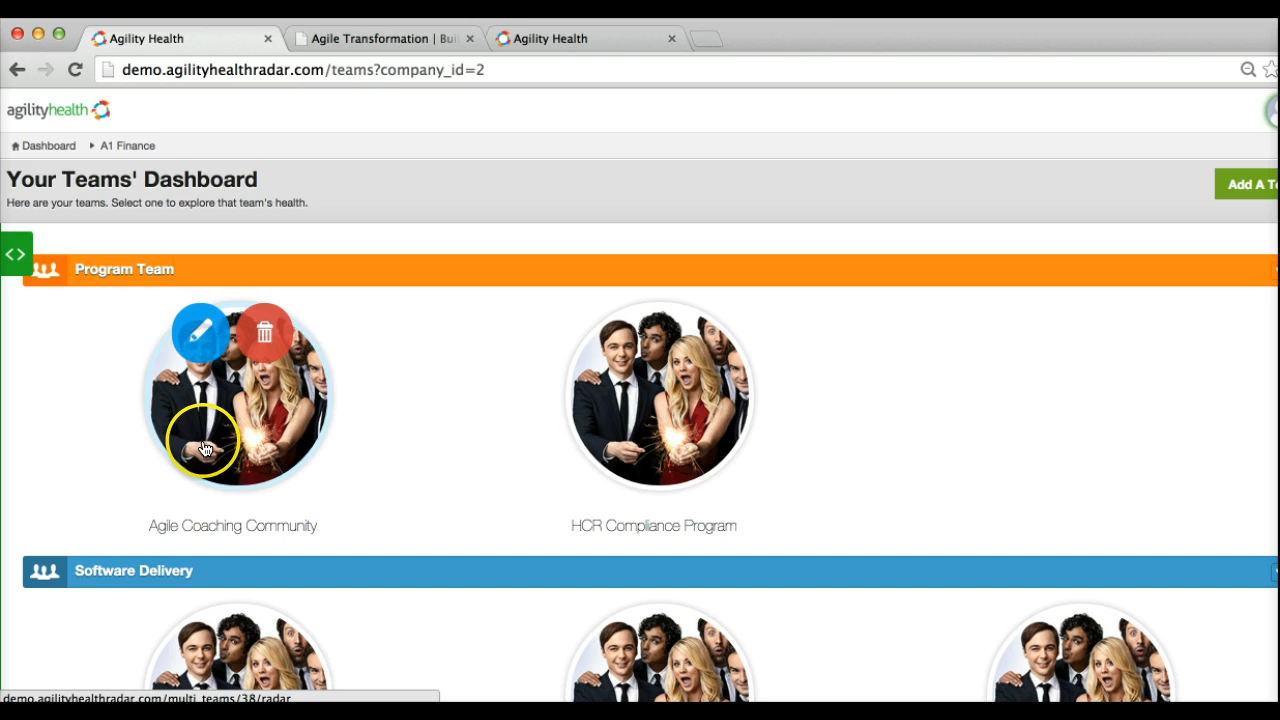 Agility Health
Agile Transformation | Bui
Agility Health
demo.agilityhealthradar.com/teams?company_id=2
agilityhealth
Dashboard
A1 Finance
Your Teams' Dashboard
Here are your teams. Select one to explore that team's health.
Add A Te
<>
Program Team
Agile Coaching Community
HCR Compliance Program
Software Delivery
demo.agilityhealthradar.com/multi_teams/38/radar